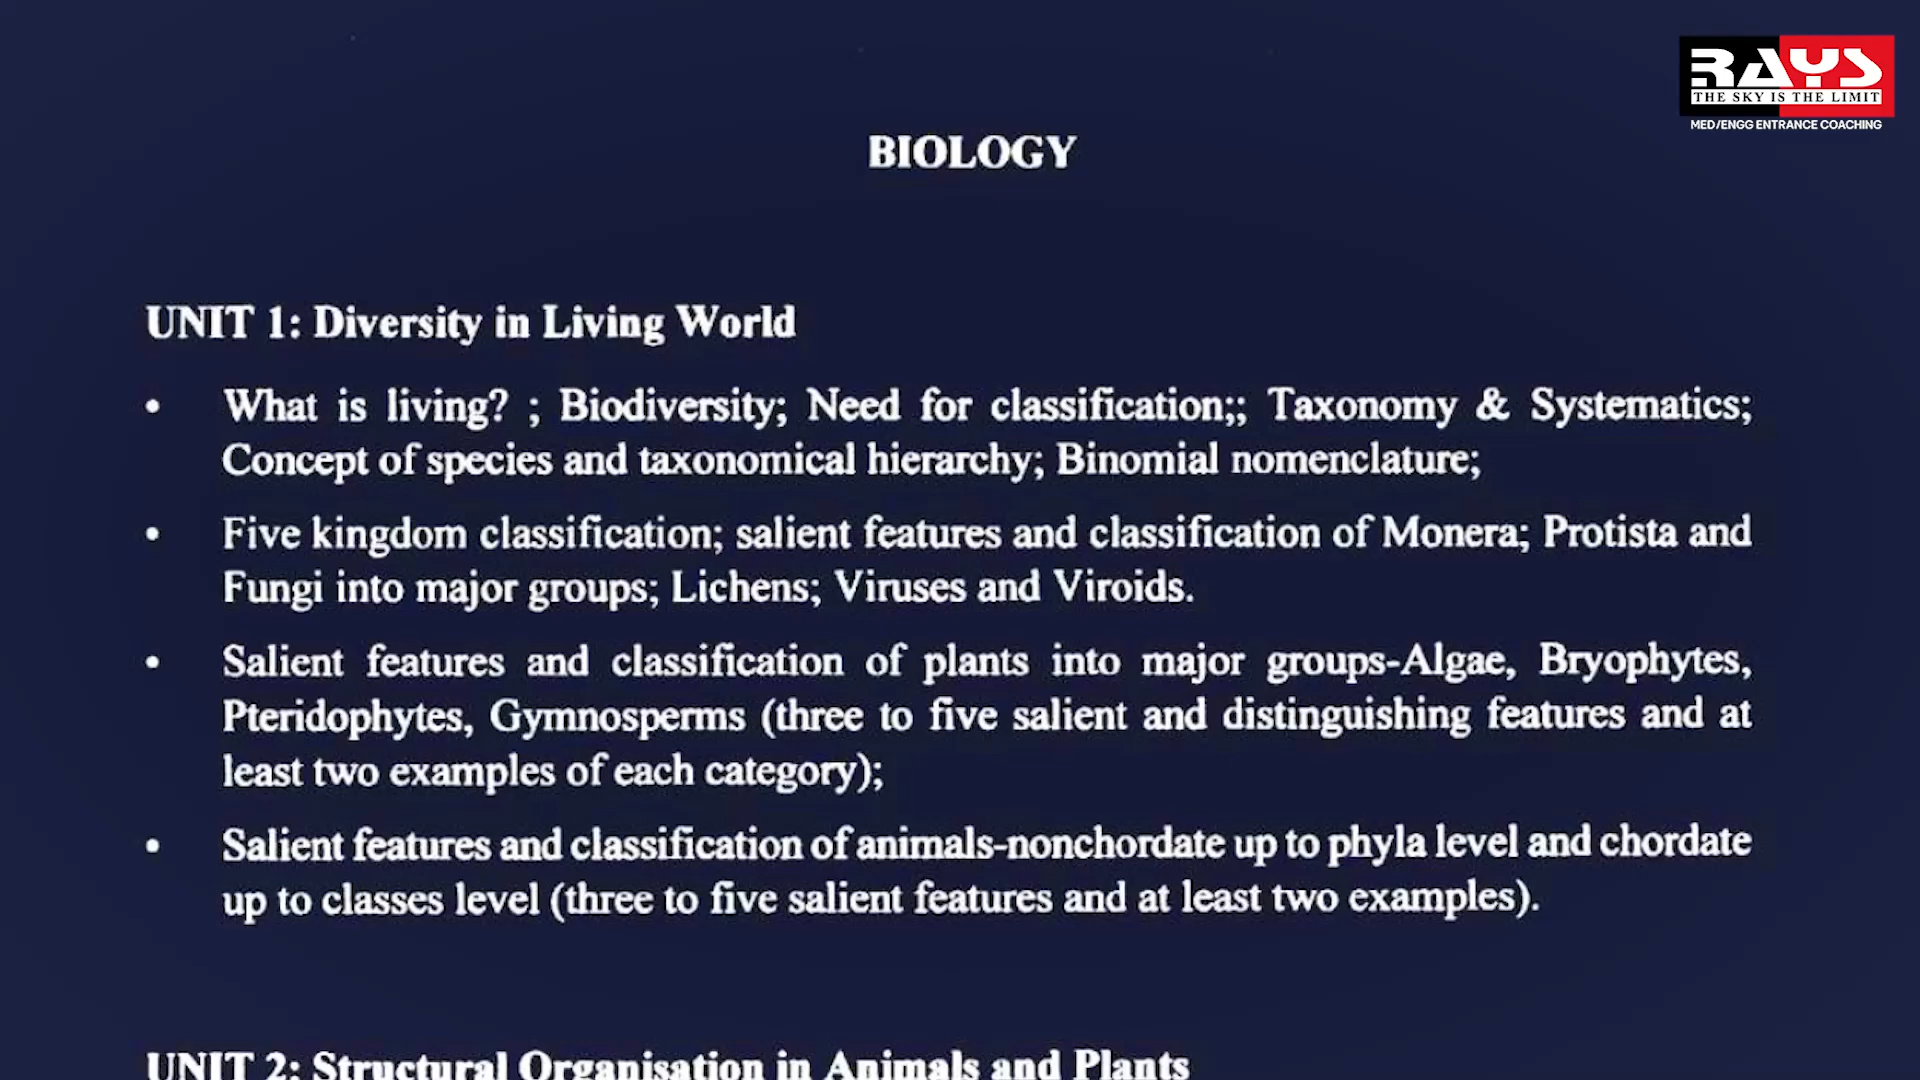 RAYS
THE SKY IS THE LIMIT
MED/ENGG ENTRANCE COACHING
BIOLOGY
UNIT 1: Diversity in Living World
• What is living? ; Biodiversity; Need for classification;; Taxonomy & Systematics;
Concept of species and taxonomical hierarchy; Binomial nomenclature;
• Five kingdom classification; salient features and classification of Monera; Protista and
Fungi into major groups; Lichens; Viruses and Viroids.
• Salient features and classification of plants into major groups-Algae, Bryophytes,
Pteridophytes, Gymnosperms (three to five salient and distinguishing features and at
least two examples of each category);
• Salient features and classification of animals-nonchordate up to phyla level and chordate
up to classes level (three to five salient features and at least two examples).
UNIT 2: Structural Organisation in Animals and Plants